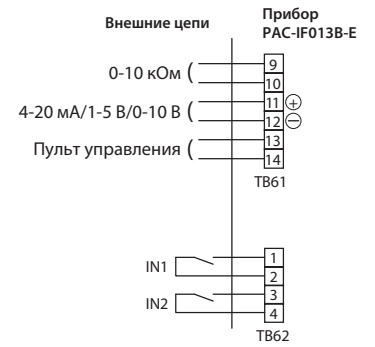 Внешние цепи
Прибор
PAC-IF013B-E
0-10 кОм
9
10
4-20 мА/1-5 В/0-10 В
11 +
12 −
Пульт управления
13
14
TB61
IN1
1
2
IN2
3
4
TB62